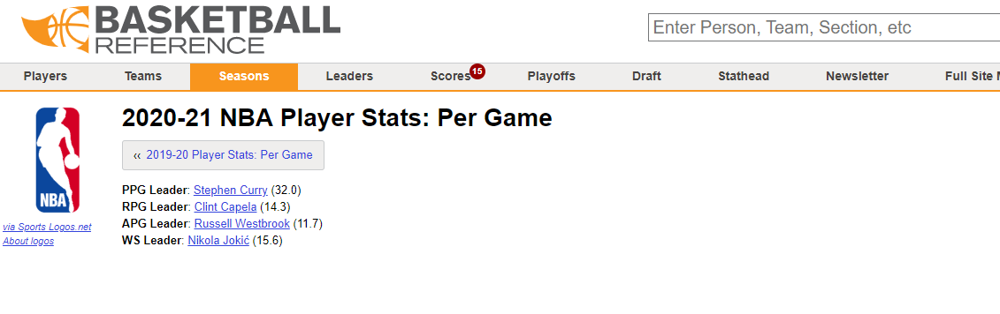 BASKETBALL
REFERENCE
Enter Person, Team, Section, etc
Players Teams Seasons Leaders Scores 15 Playoffs Draft Stathead Newsletter Full Site
NBA
via Sports Logos.net
About logos
2020-21 NBA Player Stats: Per Game
‹‹ 2019-20 Player Stats: Per Game
PPG Leader: Stephen Curry (32.0)
RPG Leader: Clint Capela (14.3)
APG Leader: Russell Westbrook (11.7)
WS Leader: Nikola Jokić (15.6)